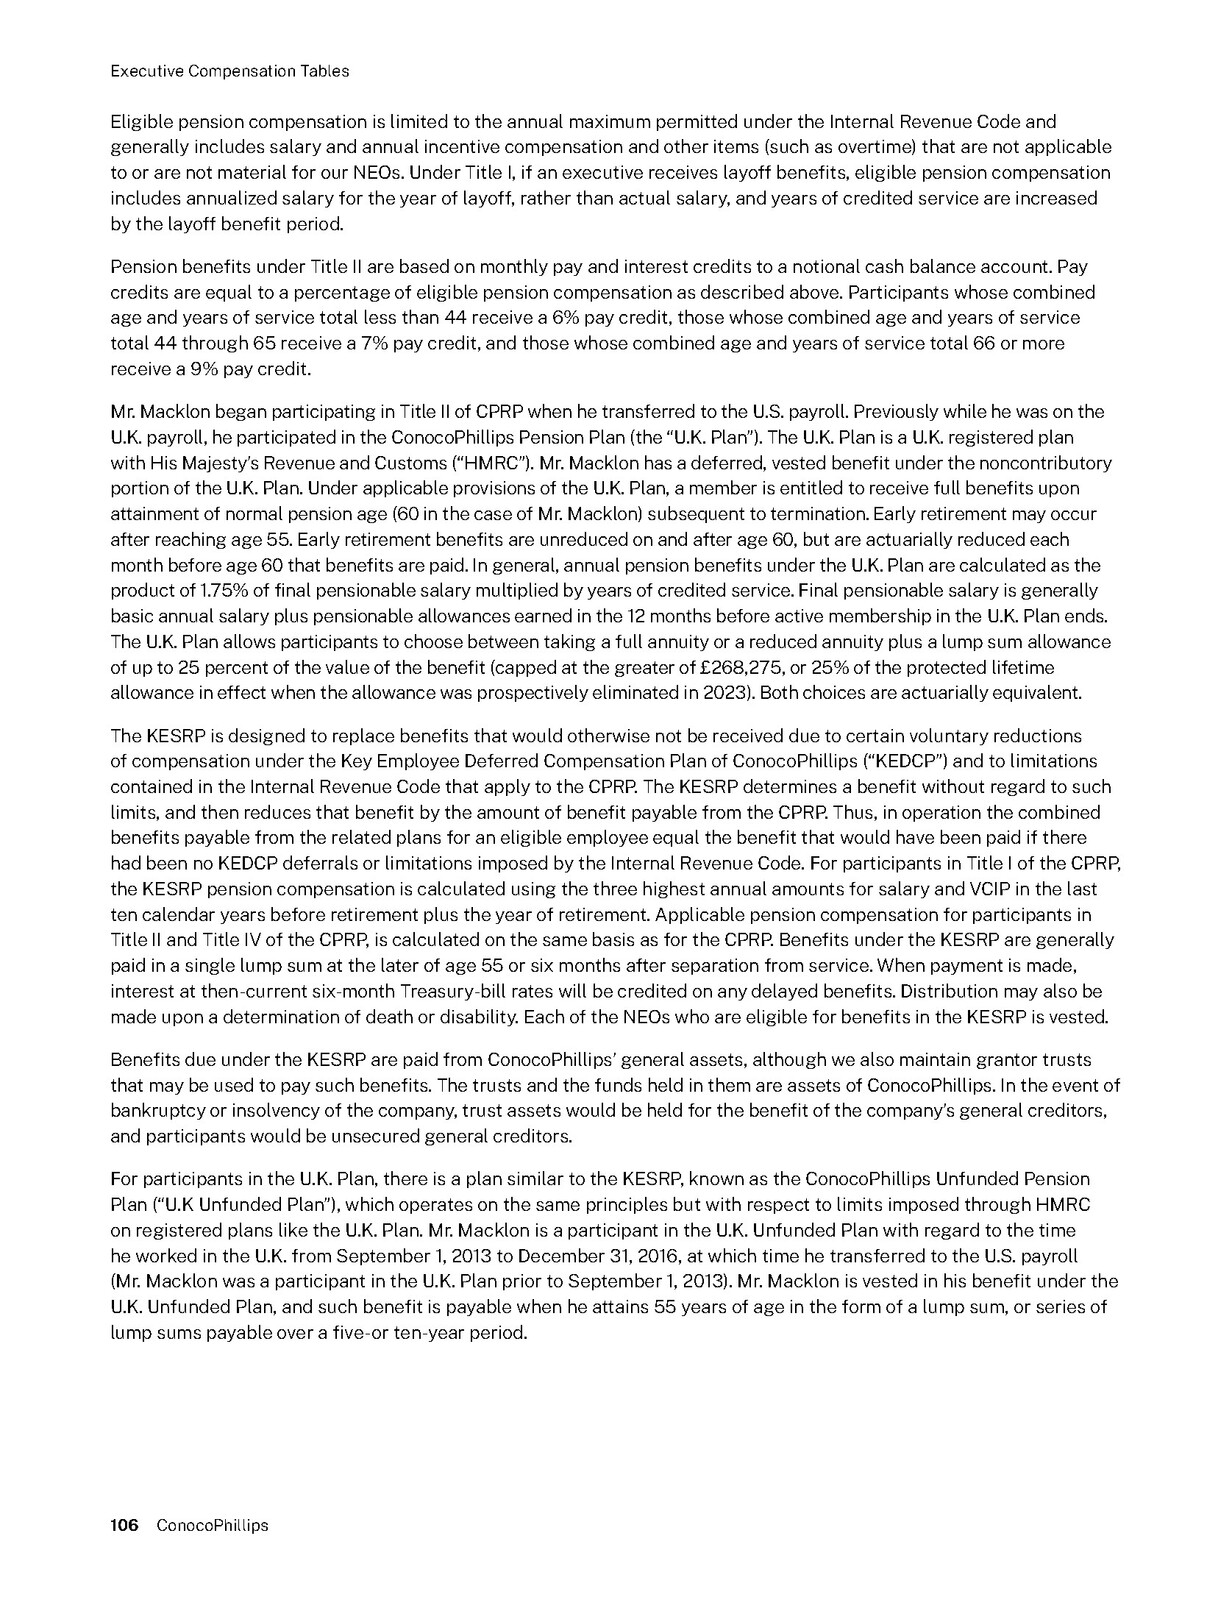 Executive Compensation Tables
Eligible pension compensation is limited to the annual maximum permitted under the Internal Revenue Code and
generally includes salary and annual incentive compensation and other items (such as overtime) that are not applicable
to or are not material for our NEOs. Under Title I, if an executive receives layoff benefits, eligible pension compensation
includes annualized salary for the year of layoff, rather than actual salary, and years of credited service are increased
by the layoff benefit period.
Pension benefits under Title II are based on monthly pay and interest credits to a notional cash balance account. Pay
credits are equal to a percentage of eligible pension compensation as described above. Participants whose combined
age and years of service total less than 44 receive a 6% pay credit, those whose combined age and years of service
total 44 through 65 receive a 7% pay credit, and those whose combined age and years of service total 66 or more
receive a 9% pay credit.
Mr. Macklon began participating in Title II of CPRP when he transferred to the U.S. payroll. Previously while he was on the
U.K. payroll, he participated in the ConocoPhillips Pension Plan (the “U.K. Plan”). The U.K. Plan is a U.K. registered plan
with His Majesty’s Revenue and Customs (“HMRC”). Mr. Macklon has a deferred, vested benefit under the noncontributory
portion of the U.K. Plan. Under applicable provisions of the U.K. Plan, a member is entitled to receive full benefits upon
attainment of normal pension age (60 in the case of Mr. Macklon) subsequent to termination. Early retirement may occur
after reaching age 55. Early retirement benefits are unreduced on and after age 60, but are actuarially reduced each
month before age 60 that benefits are paid. In general, annual pension benefits under the U.K. Plan are calculated as the
product of 1.75% of final pensionable salary multiplied by years of credited service. Final pensionable salary is generally
basic annual salary plus pensionable allowances earned in the 12 months before active membership in the U.K. Plan ends.
The U.K. Plan allows participants to choose between taking a full annuity or a reduced annuity plus a lump sum allowance
of up to 25 percent of the value of the benefit (capped at the greater of £268,275, or 25% of the protected lifetime
allowance in effect when the allowance was prospectively eliminated in 2023). Both choices are actuarially equivalent.
The KESRP is designed to replace benefits that would otherwise not be received due to certain voluntary reductions
of compensation under the Key Employee Deferred Compensation Plan of ConocoPhillips (“KEDCP”) and to limitations
contained in the Internal Revenue Code that apply to the CPRP. The KESRP determines a benefit without regard to such
limits, and then reduces that benefit by the amount of benefit payable from the CPRP. Thus, in operation the combined
benefits payable from the related plans for an eligible employee equal the benefit that would have been paid if there
had been no KEDCP deferrals or limitations imposed by the Internal Revenue Code. For participants in Title I of the CPRP,
the KESRP pension compensation is calculated using the three highest annual amounts for salary and VCIP in the last
ten calendar years before retirement plus the year of retirement. Applicable pension compensation for participants in
Title II and Title IV of the CPRP, is calculated on the same basis as for the CPRP. Benefits under the KESRP are generally
paid in a single lump sum at the later of age 55 or six months after separation from service. When payment is made,
interest at then-current six-month Treasury-bill rates will be credited on any delayed benefits. Distribution may also be
made upon a determination of death or disability. Each of the NEOs who are eligible for benefits in the KESRP is vested.
Benefits due under the KESRP are paid from ConocoPhillips’ general assets, although we also maintain grantor trusts
that may be used to pay such benefits. The trusts and the funds held in them are assets of ConocoPhillips. In the event of
bankruptcy or insolvency of the company, trust assets would be held for the benefit of the company’s general creditors,
and participants would be unsecured general creditors.
For participants in the U.K. Plan, there is a plan similar to the KESRP, known as the ConocoPhillips Unfunded Pension
Plan (“U.K Unfunded Plan”), which operates on the same principles but with respect to limits imposed through HMRC
on registered plans like the U.K. Plan. Mr. Macklon is a participant in the U.K. Unfunded Plan with regard to the time
he worked in the U.K. from September 1, 2013 to December 31, 2016, at which time he transferred to the U.S. payroll
(Mr. Macklon was a participant in the U.K. Plan prior to September 1, 2013). Mr. Macklon is vested in his benefit under the
U.K. Unfunded Plan, and such benefit is payable when he attains 55 years of age in the form of a lump sum, or series of
lump sums payable over a five-or ten-year period.
106 ConocoPhillips